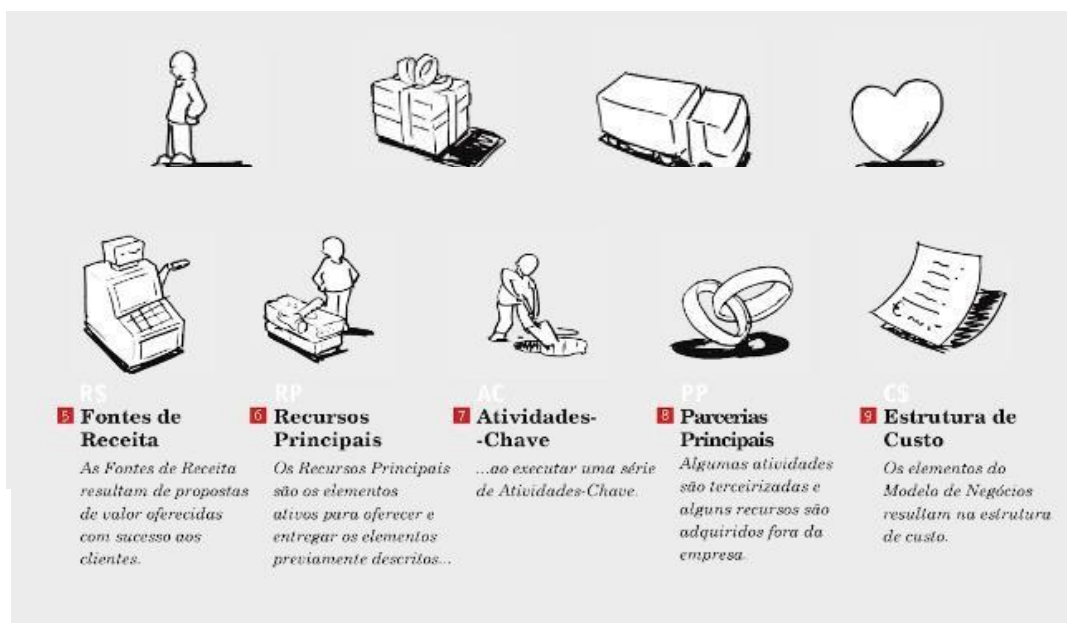 R$
5 Fontes de
Receita
As Fontes de Receita
resultam de propostas
de valor oferecidas
com sucesso aos
clientes.
RP
6 Recursos
Principais
Os Recursos Principais
são os elementos
ativos para oferecer e
entregar os elementos
previamente descritos...
AC
7 Atividades-
-Chave
...ao executar uma série
de Atividades-Chave.
PP
8 Parcerias
Principais
Algumas atividades
são terceirizadas e
alguns recursos são
adquiridos fora da
empresa.
C$
9 Estrutura de
Custo
Os elementos do
Modelo de Negócios
resultam na estrutura
de custo.